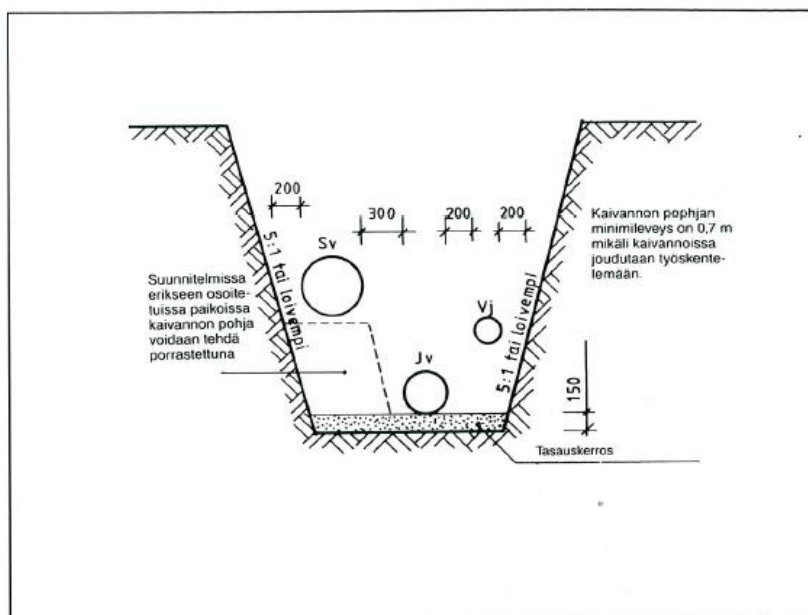 200
300
200
200
Kaivannon pophjan
minimileveys on 0,7 m
mikäli kaivannoissa
joudutaan työskente-
lemään.
5:1 tai loivempi
Sv
Suunnitelmissa
erikseen osoite-
tuissa paikoissa
kaivannon pohja
voidaan tehdä
porrastettuna
Vj
Jv
5:1 tai loivempi
150
Tasauskerros